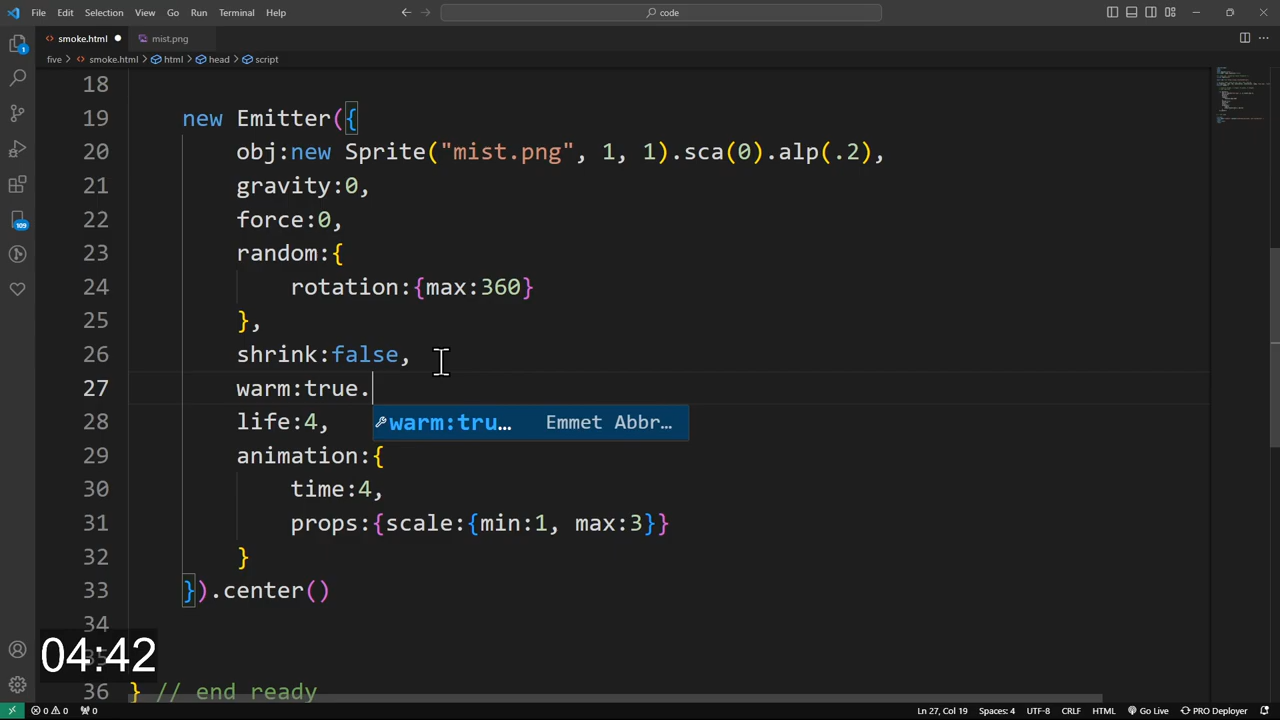 File Edit Selection View Go Run Terminal Help
code
smoke.html
mist.png
five > smoke.html > html > head > script
18
19 new Emitter({
20 obj:new Sprite("mist.png", 1, 1).sca(0).alp(.2),
21 gravity:0,
22 force:0,
23 random:{
24 rotation:{max:360}
25 },
26 shrink:false,
27 warm:true.
warm:tru… Emmet Abbr…
28 life:4,
29 animation:{
30 time:4,
31 props:{scale:{min:1, max:3}}
32 }
33 }).center()
34
04:42
36 } // end ready
1
109
0 0 0
Ln 27, Col 19 Spaces: 4 UTF-8 CRLF HTML Go Live PRO Deployer